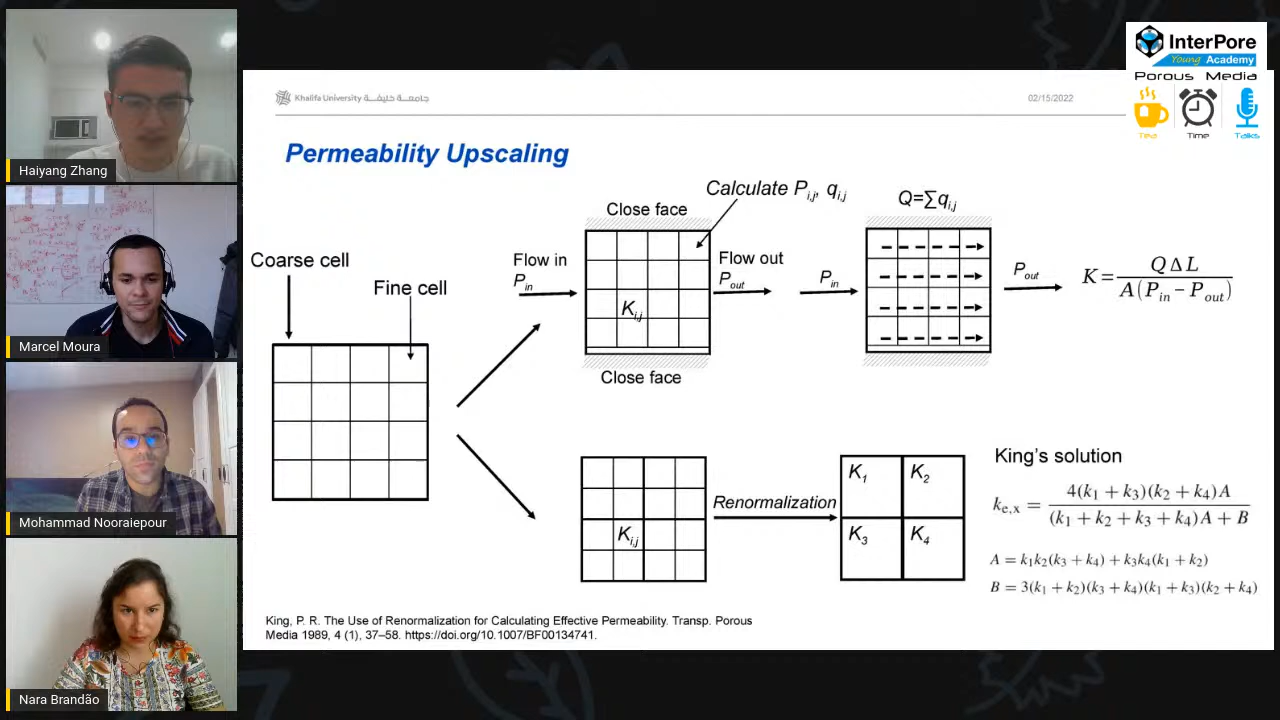 Haiyang Zhang
Marcel Moura
Mohammad Nooraiepour
Nara Brandão
InterPore
Young Academy
Porous Media
Tea Time Talks
Khalifa University جامعـة خليفـة
02/15/2022
Permeability Upscaling
Coarse cell
Fine cell
Flow in
P_in
Close face
K_i,j
Close face
Calculate P_i,j, q_i,j
Flow out
P_out
P_in
Q=∑q_i,j
P_out
K = Q Δ L / A(P_in − P_out)
K_i,j
Renormalization
K_1 K_2
K_3 K_4
King's solution
k_e,x = 4(k_1 + k_3)(k_2 + k_4)A / (k_1 + k_2 + k_3 + k_4)A + B
A = k_1k_2(k_3 + k_4) + k_3k_4(k_1 + k_2)
B = 3(k_1 + k_2)(k_3 + k_4)(k_1 + k_3)(k_2 + k_4)
King, P. R. The Use of Renormalization for Calculating Effective Permeability. Transp. Porous
Media 1989, 4 (1), 37–58. https://doi.org/10.1007/BF00134741.